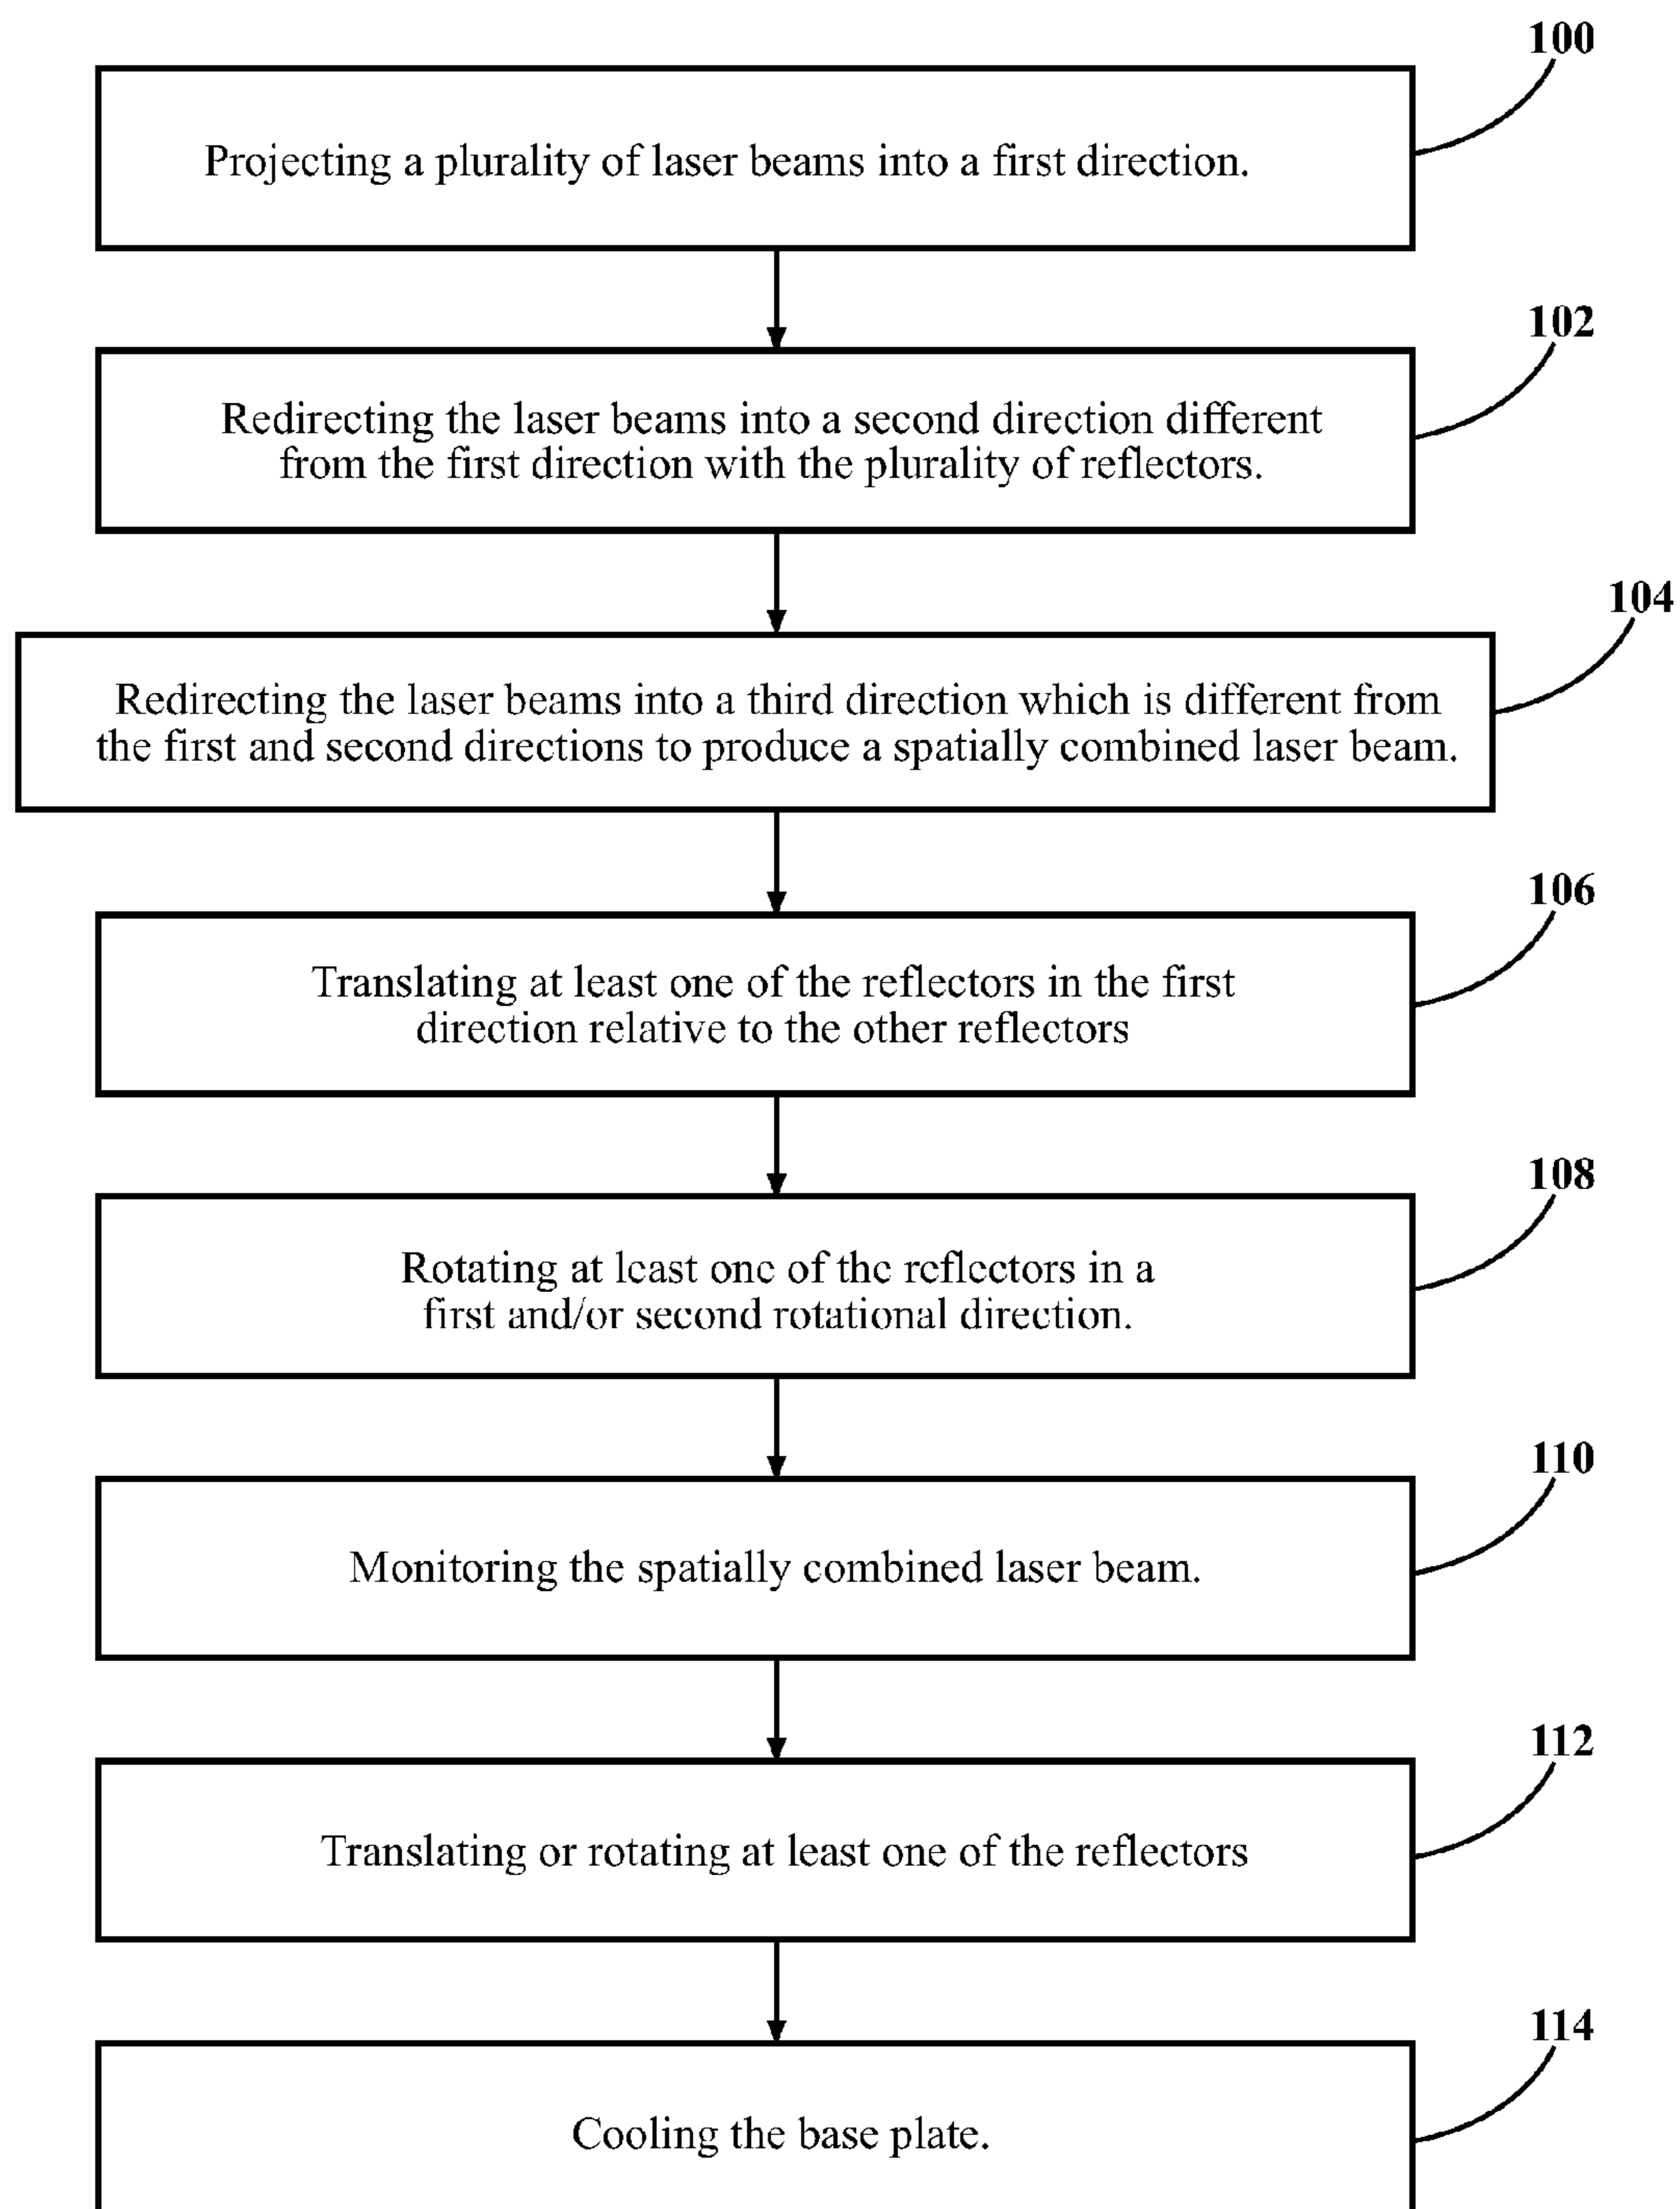 100
Projecting a plurality of laser beams into a first direction.
102
Redirecting the laser beams into a second direction different
from the first direction with the plurality of reflectors.
104
Redirecting the laser beams into a third direction which is different from
the first and second directions to produce a spatially combined laser beam.
106
Translating at least one of the reflectors in the first
direction relative to the other reflectors
108
Rotating at least one of the reflectors in a
first and/or second rotational direction.
110
Monitoring the spatially combined laser beam.
112
Translating or rotating at least one of the reflectors
114
Cooling the base plate.